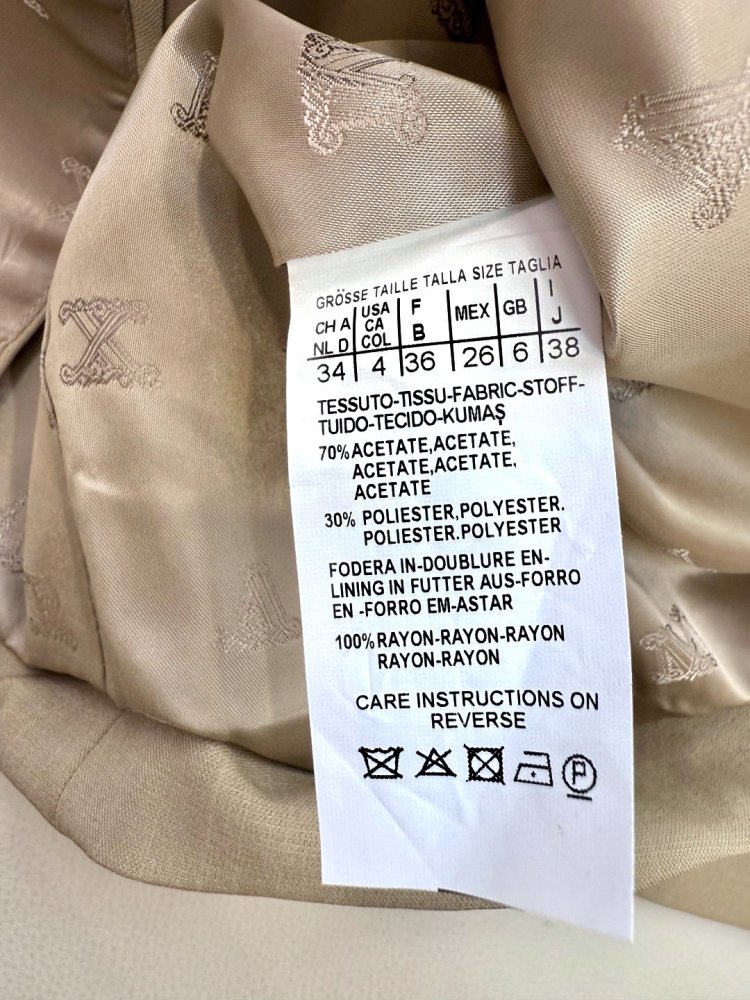 GRÖSSE TAILLE TALLA SIZE TAGLIA
CH A NL D | USA CA COL | F B | MEX | GB | I J
34 | 4 | 36 | 26 | 6 | 38
TESSUTO-TISSU-FABRIC-STOFF-
TUIDO-TECIDO-KUMAŞ
70% ACETATE,ACETATE,
ACETATE,ACETATE,
ACETATE
30% POLIESTER,POLYESTER.
POLIESTER.POLYESTER
FODERA IN-DOUBLURE EN-
LINING IN FUTTER AUS-FORRO
EN -FORRO EM-ASTAR
100% RAYON-RAYON-RAYON
RAYON-RAYON
CARE INSTRUCTIONS ON
REVERSE
P